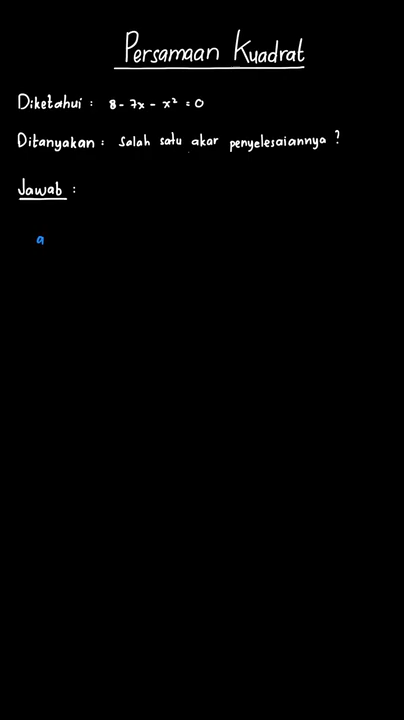 Persamaan Kuadrat
Diketahui : 8 - 7x - x² = 0
Ditanyakan : Salah satu akar penyelesaiannya ?
Jawab :
a